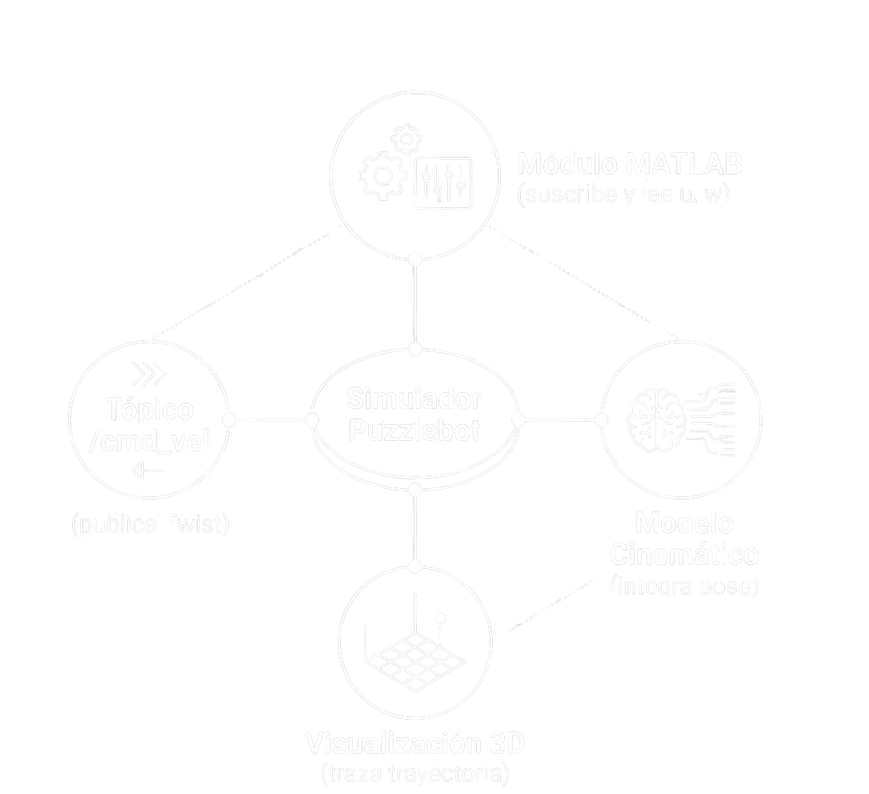 Módulo MATLAB
(suscribe y lee u, w)
Tópico
/cmd_vel
(publica Twist)
Simulador
Puzzlebot
Modelo
Cinemático
(integra pose)
Visualización 3D
(traza trayectoria)